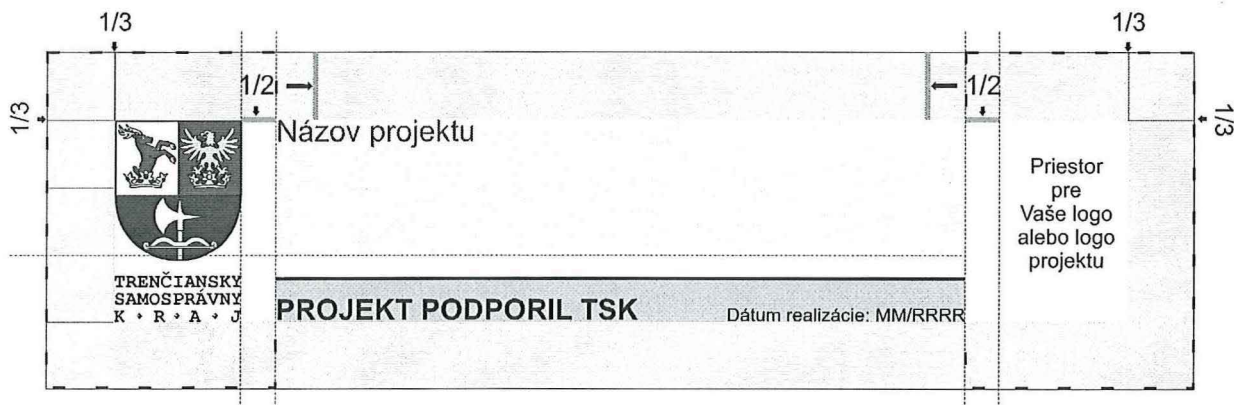 1/3
1/3
1/2
1/2
1/3
1/3
Názov projektu
Priestor
pre
Vaše logo
alebo logo
projektu
TRENČIANSKY
SAMOSPRÁVNY
K • R • A • J
PROJEKT PODPORIL TSK
Dátum realizácie: MM/RRRR